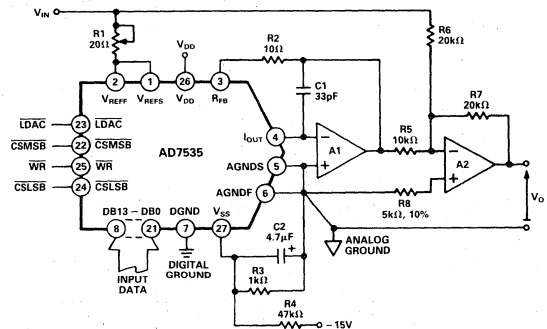 VIN
R1
20Ω
VDD
R2
10Ω
R6
20kΩ
C1
33pF
R7
20kΩ
2
1
26
3
VREFF
VREFS
VDD
RFB
LDAC
23
LDAC
CSMSB
22
CSMSB
WR
25
WR
CSLSB
24
CSLSB
AD7535
IOUT
4
AGNDS
5
AGNDF
6
A1
R5
10kΩ
A2
R8
5kΩ, 10%
VO
DB13 – DB0
DGND
VSS
8
21
7
27
C2
4.7µF
+
ANALOG
GROUND
DIGITAL
GROUND
INPUT
DATA
R3
1kΩ
R4
47kΩ
–15V